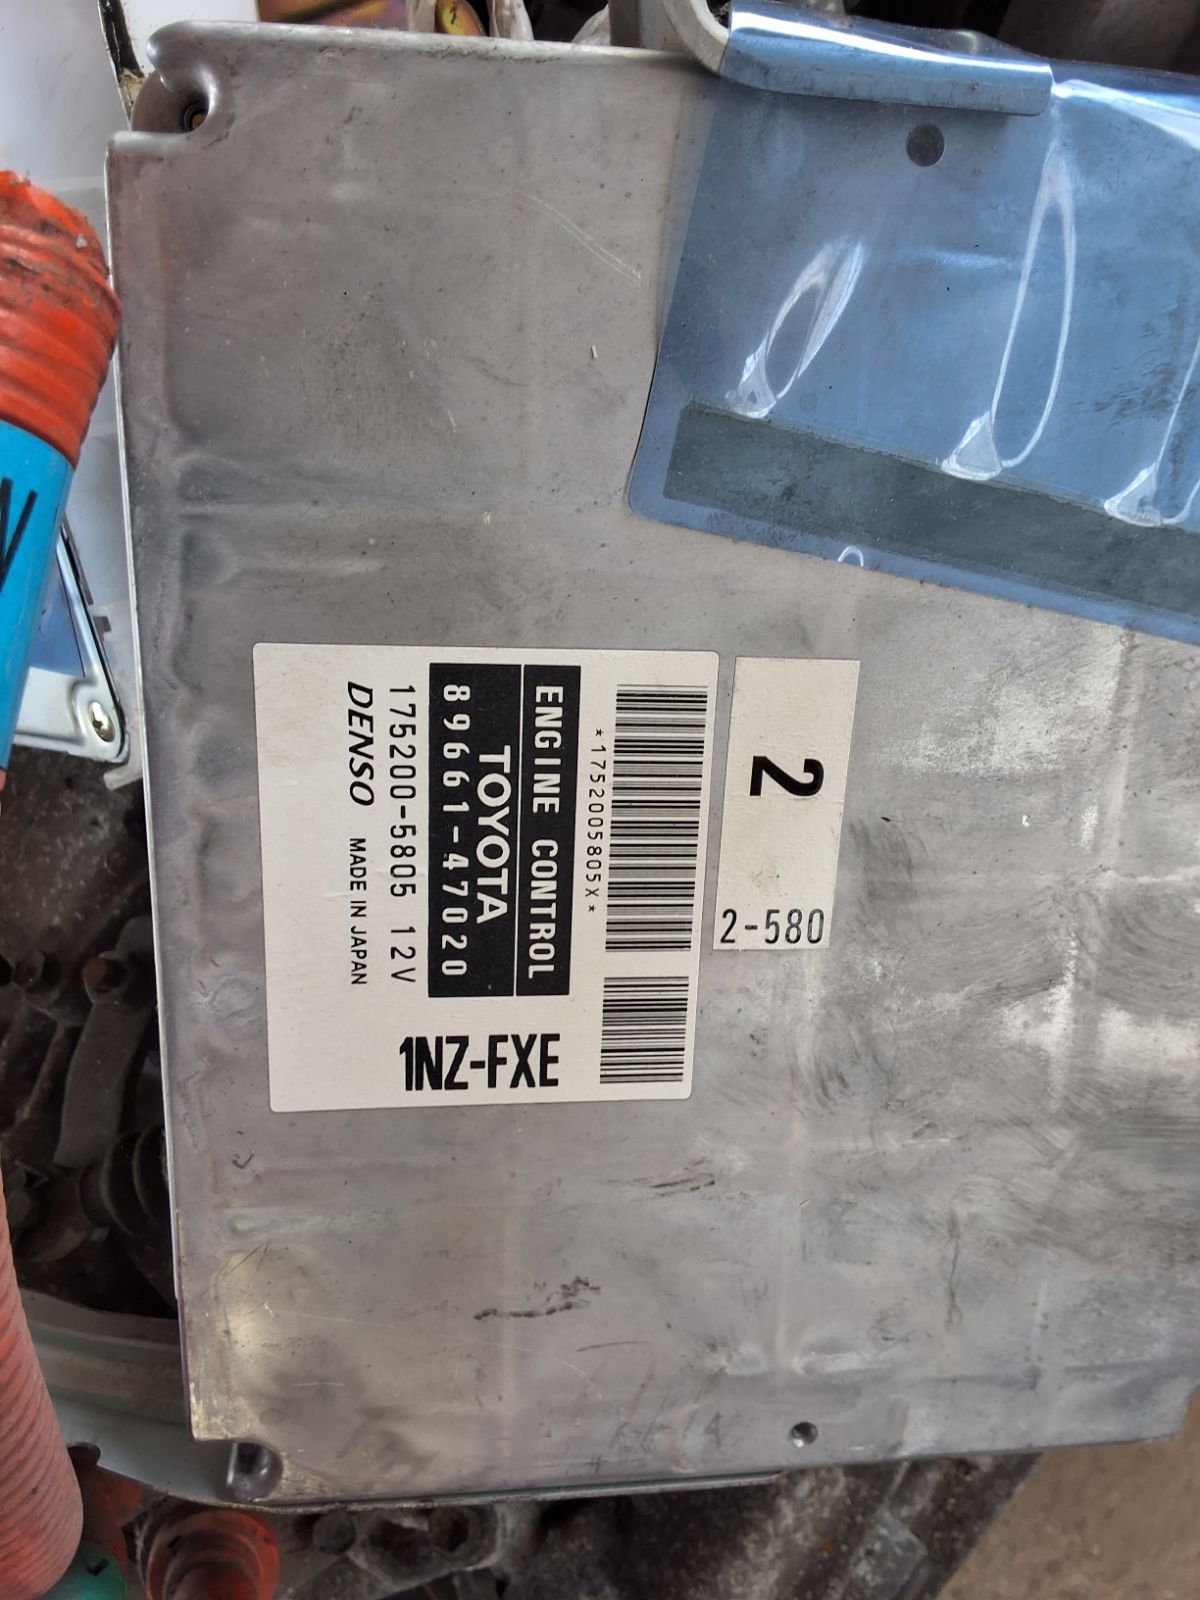 2
2-580
*1752005805X*
ENGINE CONTROL
TOYOTA
89661-47020
175200-5805 12V
DENSO MADE IN JAPAN
1NZ-FXE